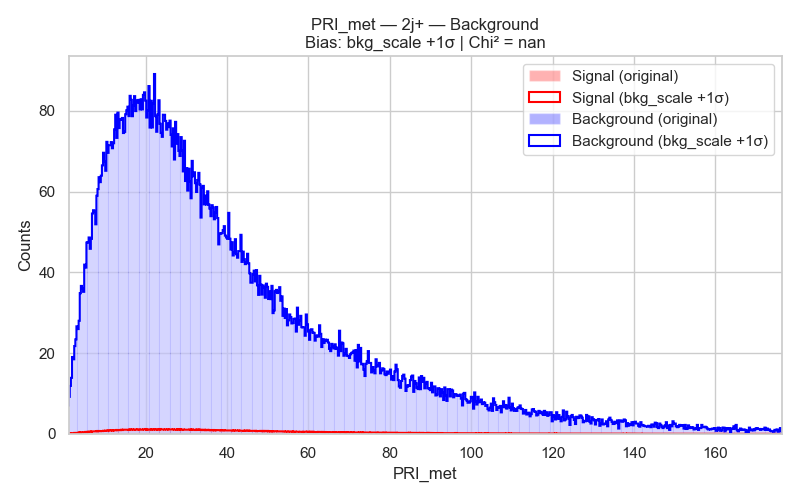 PRI_met — 2j+ — Background
Bias: bkg_scale +1σ | Chi² = nan
Signal (original)
Signal (bkg_scale +1σ)
Background (original)
Background (bkg_scale +1σ)
Counts
80
60
40
20
0
20 40 60 80 100 120 140 160
PRI_met